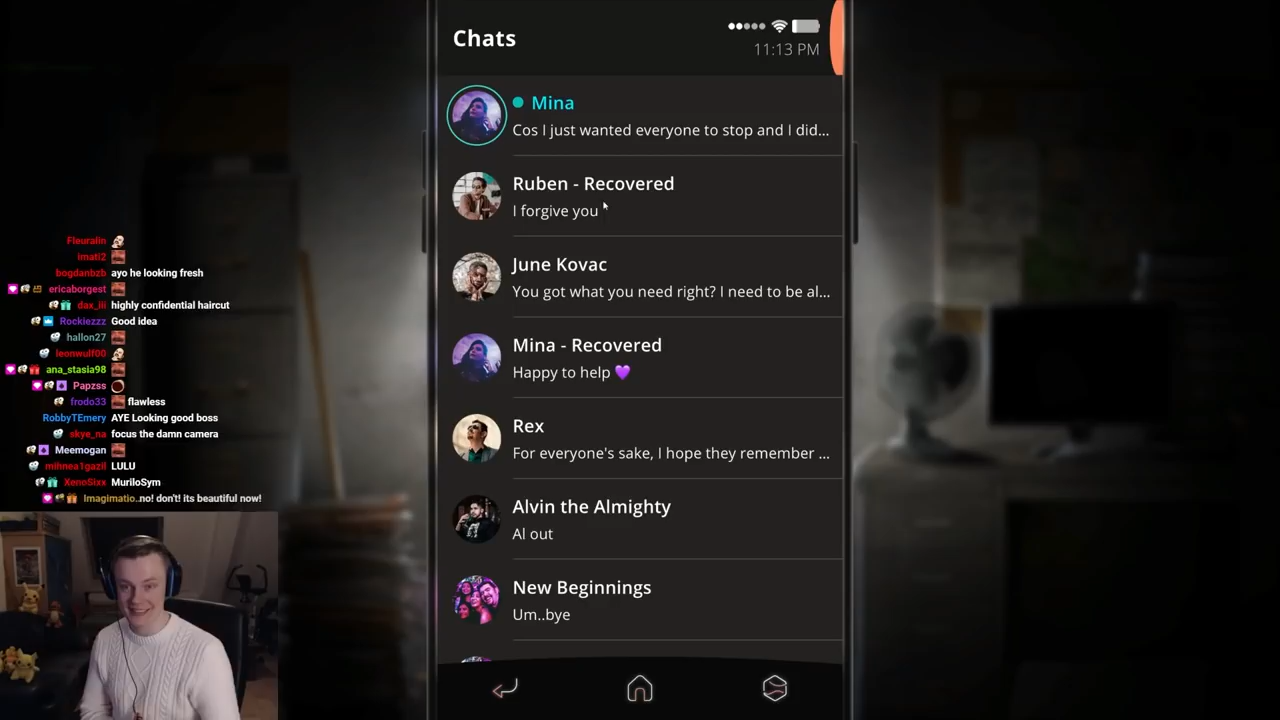 Chats
11:13 PM
Mina
Cos I just wanted everyone to stop and I did...
Ruben - Recovered
I forgive you
June Kovac
You got what you need right? I need to be al...
Mina - Recovered
Happy to help 💜
Rex
For everyone's sake, I hope they remember ...
Alvin the Almighty
Al out
New Beginnings
Um..bye
Fleuralin
imati2
bogdanbzb ayo he looking fresh
ericaborgest
dax_iii highly confidential haircut
Rockiezzz Good idea
hallon27
leonwulf00
ana_stasia98
Papzss
frodo33 flawless
RobbyTEmery AYE Looking good boss
skye_na focus the damn camera
Meemogan
mihnea1gazil LULU
XenoSixx MuriloSym
Imagimatio..no! don't! its beautiful now!